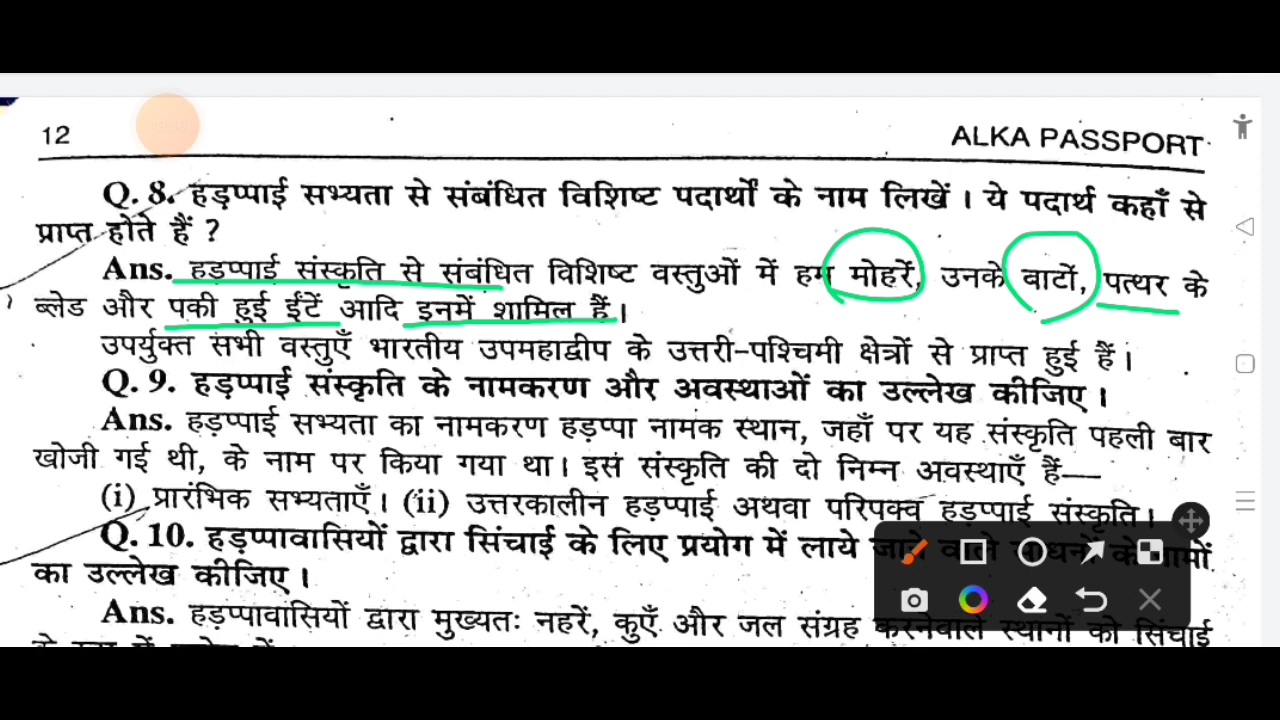 12
ALKA PASSPORT
Q. 8. हड़प्पाई सभ्यता से संबंधित विशिष्ट पदार्थों के नाम लिखें । ये पदार्थ कहाँ से
प्राप्त होते हैं ?
Ans. हड़प्पाई संस्कृति से संबंधित विशिष्ट वस्तुओं में हम मोहरें, उनके बाटों, पत्थर के
ब्लेड और पकी हुई ईंटें आदि इनमें शामिल हैं ।
उपर्युक्त सभी वस्तुएँ भारतीय उपमहाद्वीप के उत्तरी-पश्चिमी क्षेत्रों से प्राप्त हुई हैं ।
Q. 9. हड़प्पाई संस्कृति के नामकरण और अवस्थाओं का उल्लेख कीजिए ।
Ans. हड़प्पाई सभ्यता का नामकरण हड़प्पा नामक स्थान, जहाँ पर यह संस्कृति पहली बार
खोजी गई थी, के नाम पर किया गया था । इस संस्कृति की दो निम्न अवस्थाएँ हैं—
(i) प्रारंभिक सभ्यताएँ । (ii) उत्तरकालीन हड़प्पाई अथवा परिपक्व हड़प्पाई संस्कृति ।
Q. 10. हड़प्पावासियों द्वारा सिंचाई के लिए प्रयोग में लाये जाने वाले साधनों के नामों
का उल्लेख कीजिए ।
Ans. हड़प्पावासियों द्वारा मुख्यतः नहरें, कुएँ और जल संग्रह करनेवाले स्थानों को सिंचाई